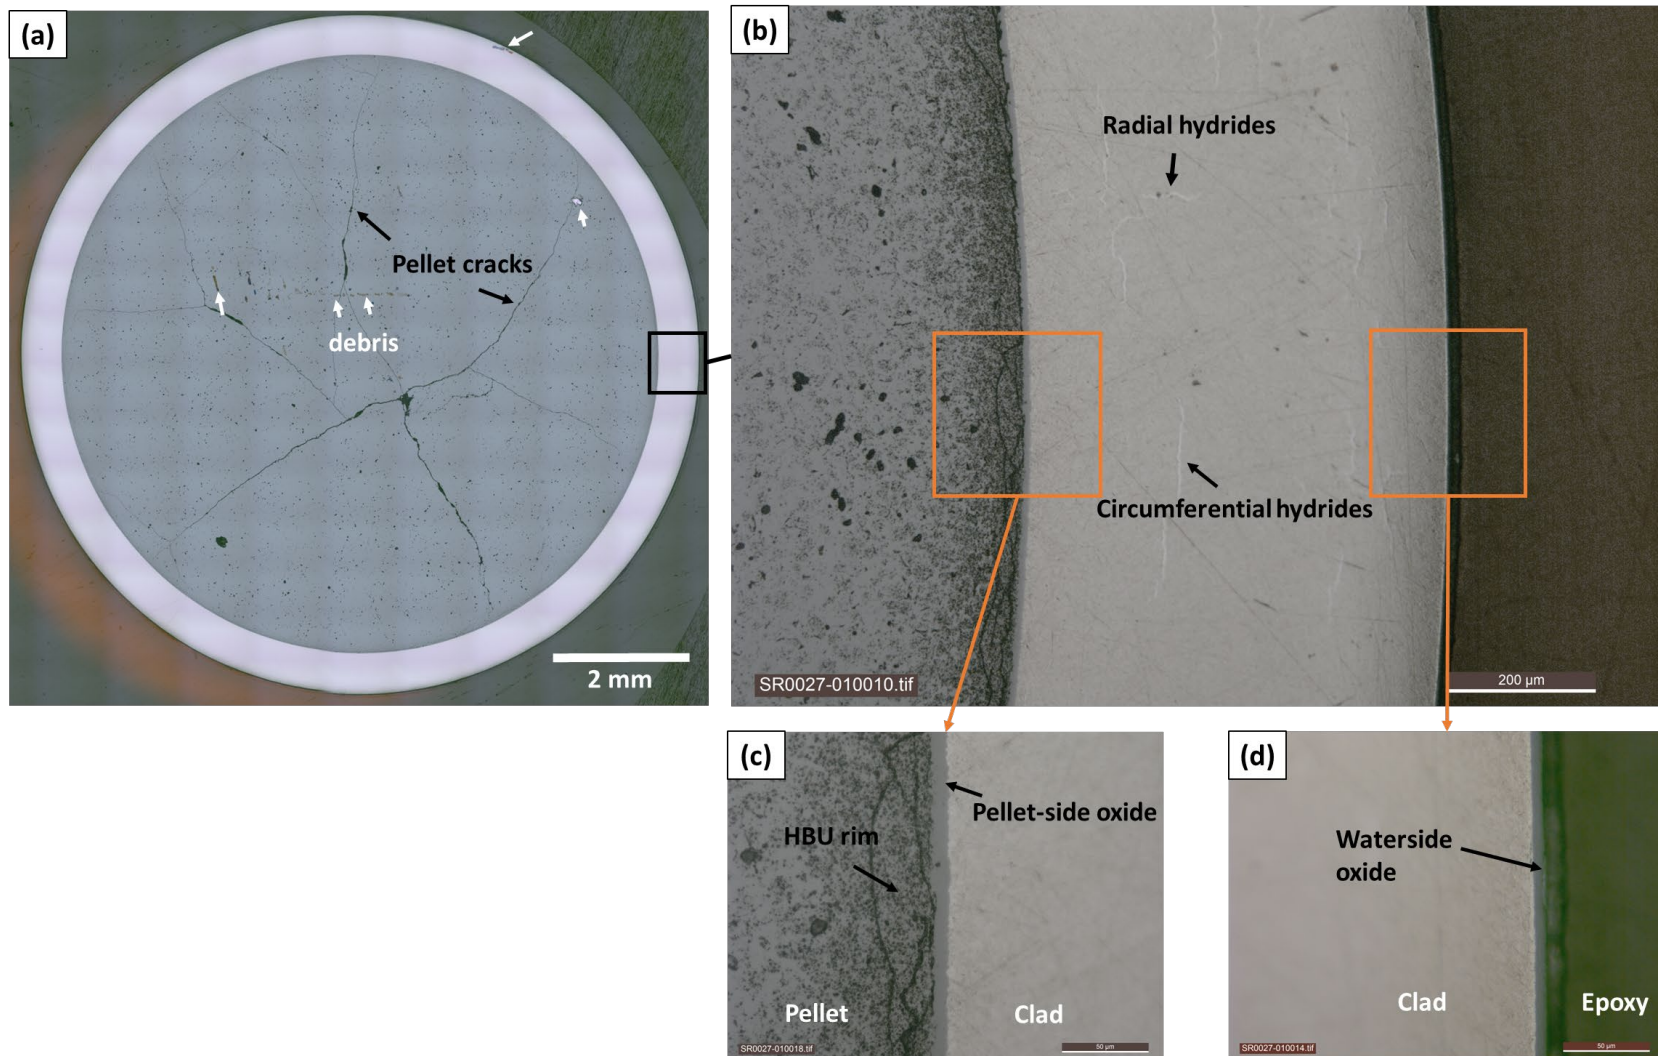 (a)
Pellet cracks
debris
2 mm
(b)
Radial hydrides
Circumferential hydrides
SR0027-010010.tif
200 µm
(c)
Pellet-side oxide
HBU rim
Pellet
Clad
SR0027-010018.tif
50 µm
(d)
Waterside
oxide
Clad
Epoxy
SR0027-010014.tif
50 µm